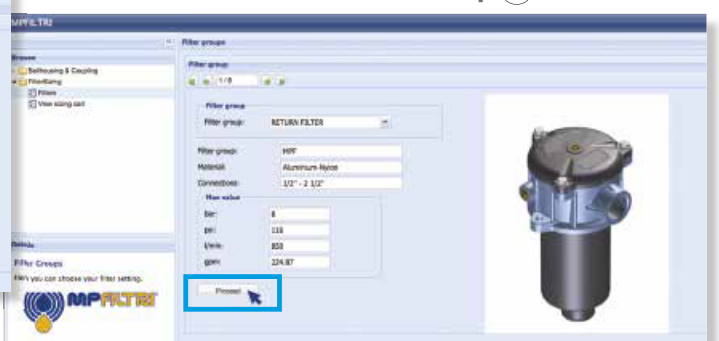 MPFILTRI
Filter groups
Browse
Bellhousing & Coupling
FilterSizing
Filters
View sizing cart
Filter group
1/8
Filter group
Filter group: RETURN FILTER
Filter group: MPF
Material: Aluminium-Nylon
Connections: 1/2" - 2 1/2"
Max value
bar: 8
psi: 116
l/min: 850
gpm: 224.87
Proceed
Details
Filter Groups
Here you can choose your filter setting.
MPFILTRI